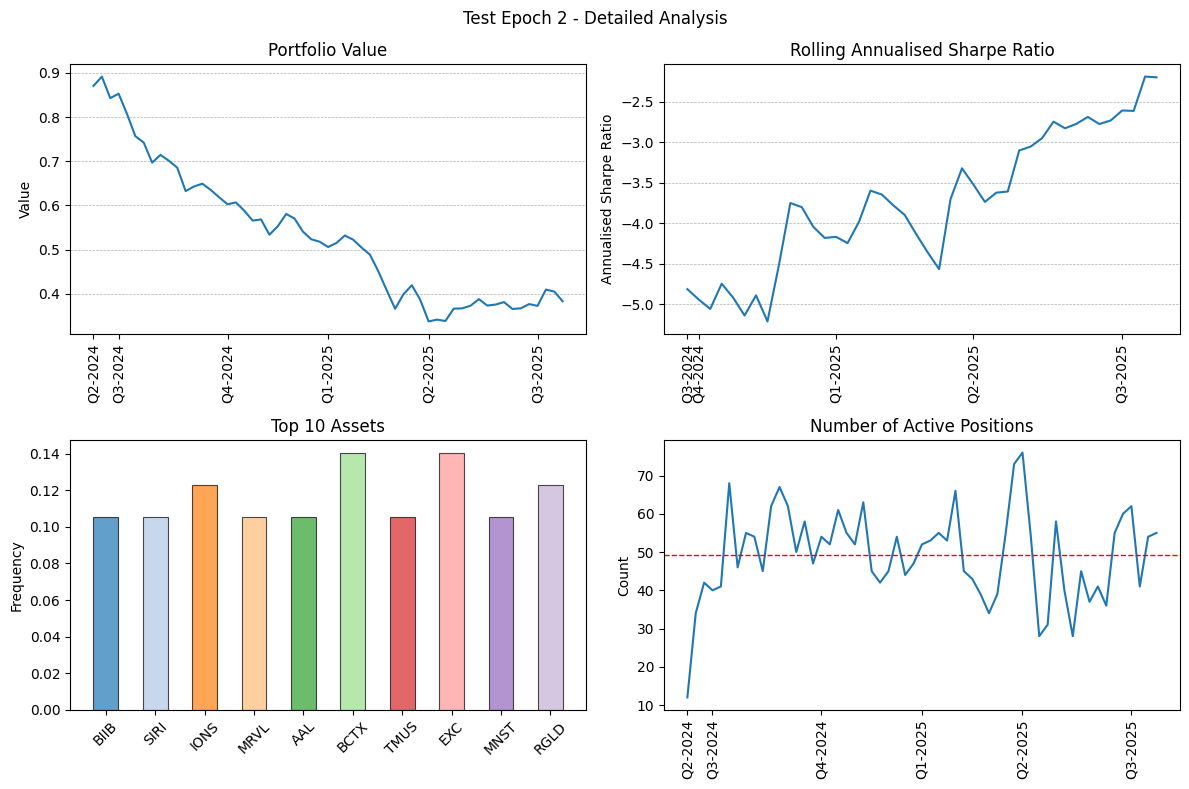 Test Epoch 2 - Detailed Analysis
Portfolio Value
Value
0.9
0.8
0.7
0.6
0.5
0.4
Q2-2024
Q3-2024
Q4-2024
Q1-2025
Q2-2025
Q3-2025
Rolling Annualised Sharpe Ratio
Annualised Sharpe Ratio
−2.5
−3.0
−3.5
−4.0
−4.5
−5.0
Q3-2024
Q4-2024
Q1-2025
Q2-2025
Q3-2025
Top 10 Assets
Frequency
0.14
0.12
0.10
0.08
0.06
0.04
0.02
0.00
BIIB
SIRI
IONS
MRVL
AAL
BCTX
TMUS
EXC
MNST
RGLD
Number of Active Positions
Count
70
60
50
40
30
20
10
Q2-2024
Q3-2024
Q4-2024
Q1-2025
Q2-2025
Q3-2025